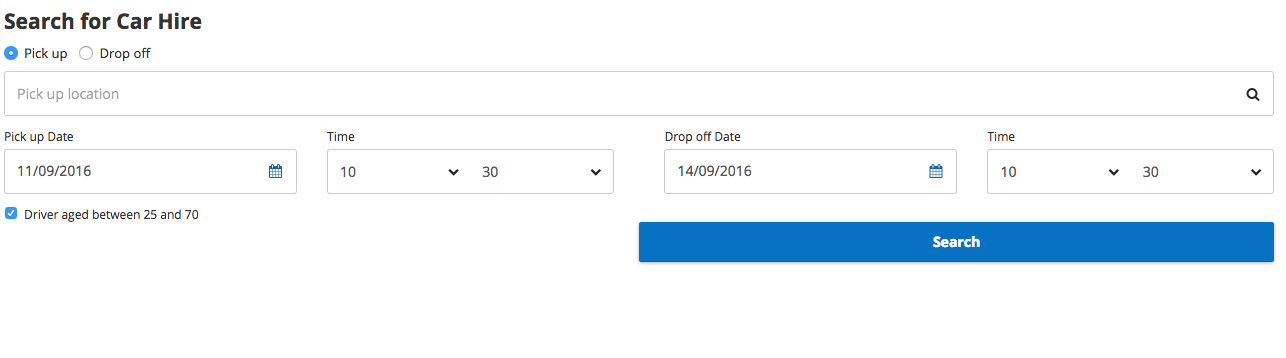 Search for Car Hire
Pick up Drop off
Pick up location
Pick up Date Time Drop off Date Time
11/09/2016 10 30 14/09/2016 10 30
Driver aged between 25 and 70
Search